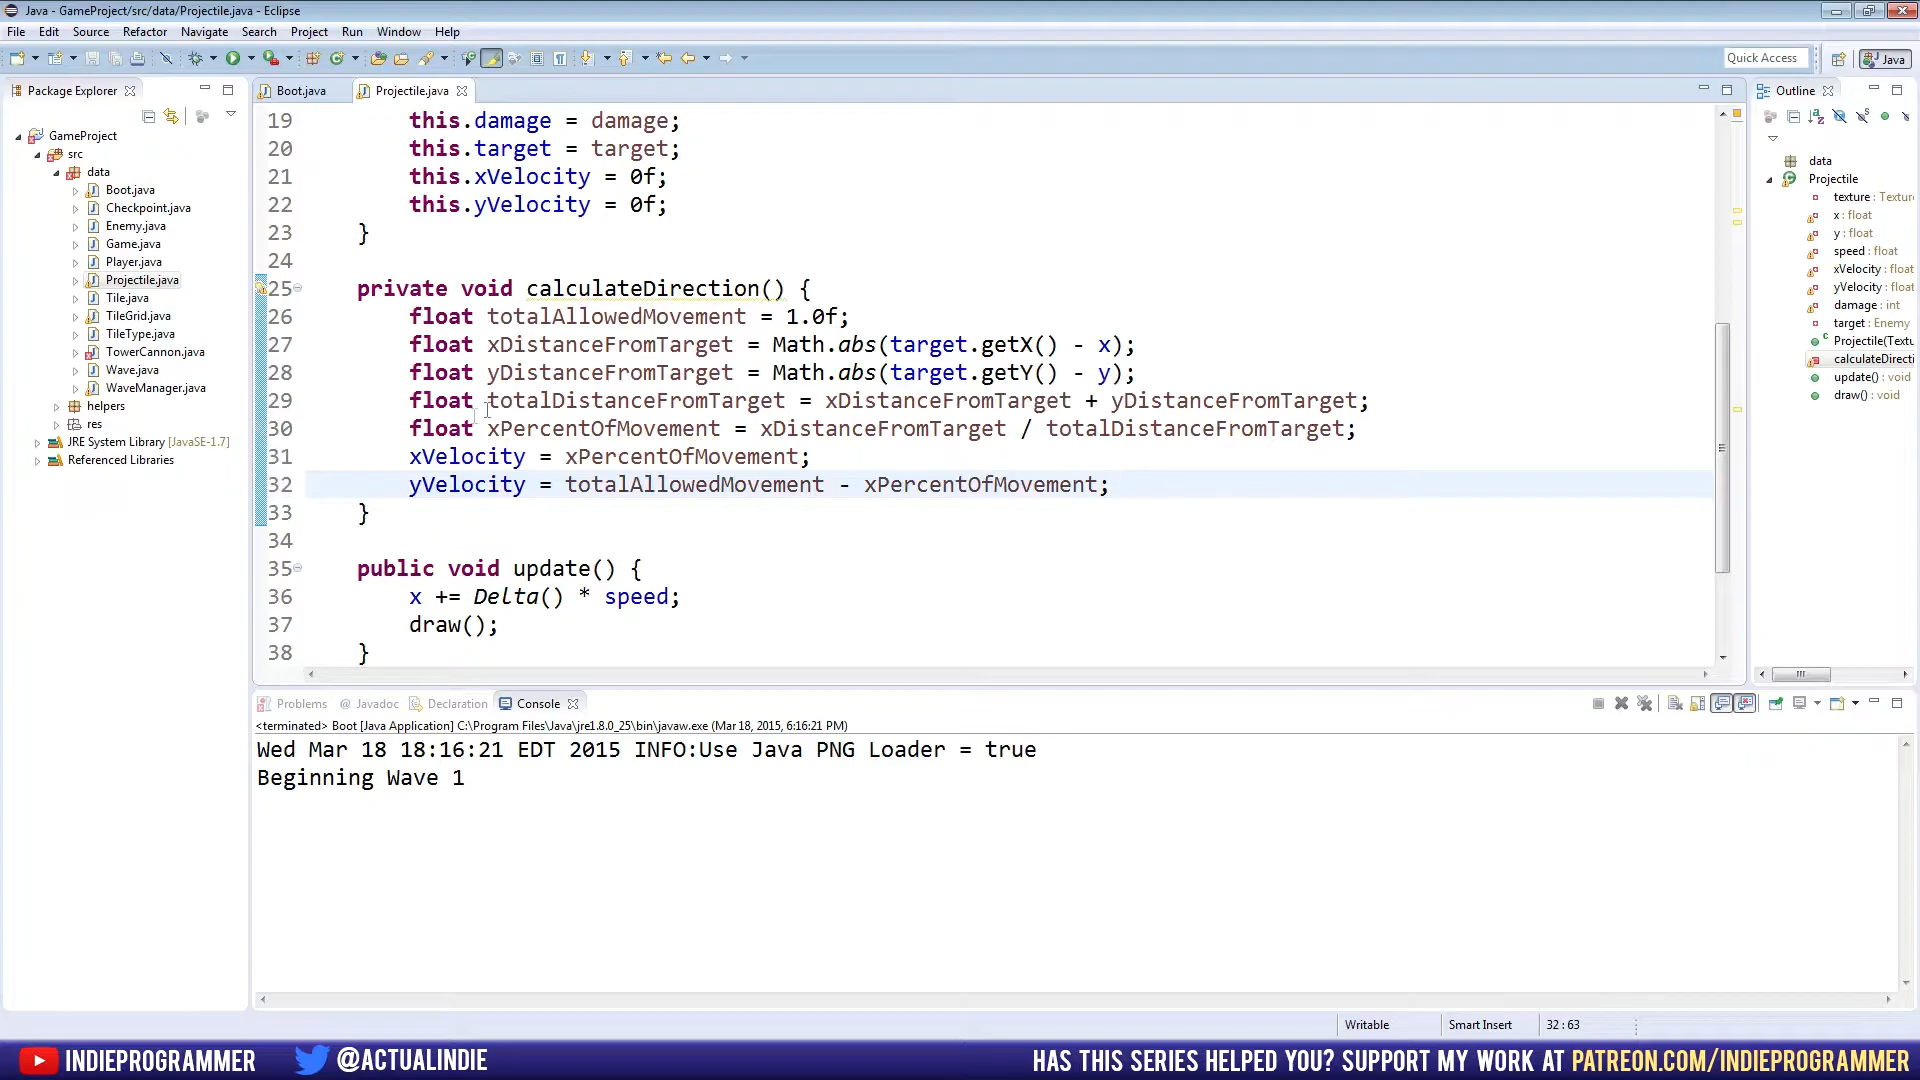 Java - GameProject/src/data/Projectile.java - Eclipse
File Edit Source Refactor Navigate Search Project Run Window Help
Quick Access
Java
Package Explorer
GameProject
src
data
Boot.java
Checkpoint.java
Enemy.java
Game.java
Player.java
Projectile.java
Tile.java
TileGrid.java
TileType.java
TowerCannon.java
Wave.java
WaveManager.java
helpers
res
JRE System Library [JavaSE-1.7]
Referenced Libraries
Boot.java
Projectile.java
19 this.damage = damage;
20 this.target = target;
21 this.xVelocity = 0f;
22 this.yVelocity = 0f;
23 }
24
25 private void calculateDirection() {
26 float totalAllowedMovement = 1.0f;
27 float xDistanceFromTarget = Math.abs(target.getX() - x);
28 float yDistanceFromTarget = Math.abs(target.getY() - y);
29 float totalDistanceFromTarget = xDistanceFromTarget + yDistanceFromTarget;
30 float xPercentOfMovement = xDistanceFromTarget / totalDistanceFromTarget;
31 xVelocity = xPercentOfMovement;
32 yVelocity = totalAllowedMovement - xPercentOfMovement;
33 }
34
35 public void update() {
36 x += Delta() * speed;
37 draw();
38 }
Outline
data
Projectile
texture : Textur
x : float
y : float
speed : float
xVelocity : float
yVelocity : float
damage : int
target : Enemy
Projectile(Textu
calculateDirecti
update() : void
draw() : void
Problems @ Javadoc Declaration Console
<terminated> Boot [Java Application] C:\Program Files\Java\jre1.8.0_25\bin\javaw.exe (Mar 18, 2015, 6:16:21 PM)
Wed Mar 18 18:16:21 EDT 2015 INFO:Use Java PNG Loader = true
Beginning Wave 1
Writable Smart Insert 32 : 63
INDIEPROGRAMMER @ACTUALINDIE HAS THIS SERIES HELPED YOU? SUPPORT MY WORK AT PATREON.COM/INDIEPROGRAMMER